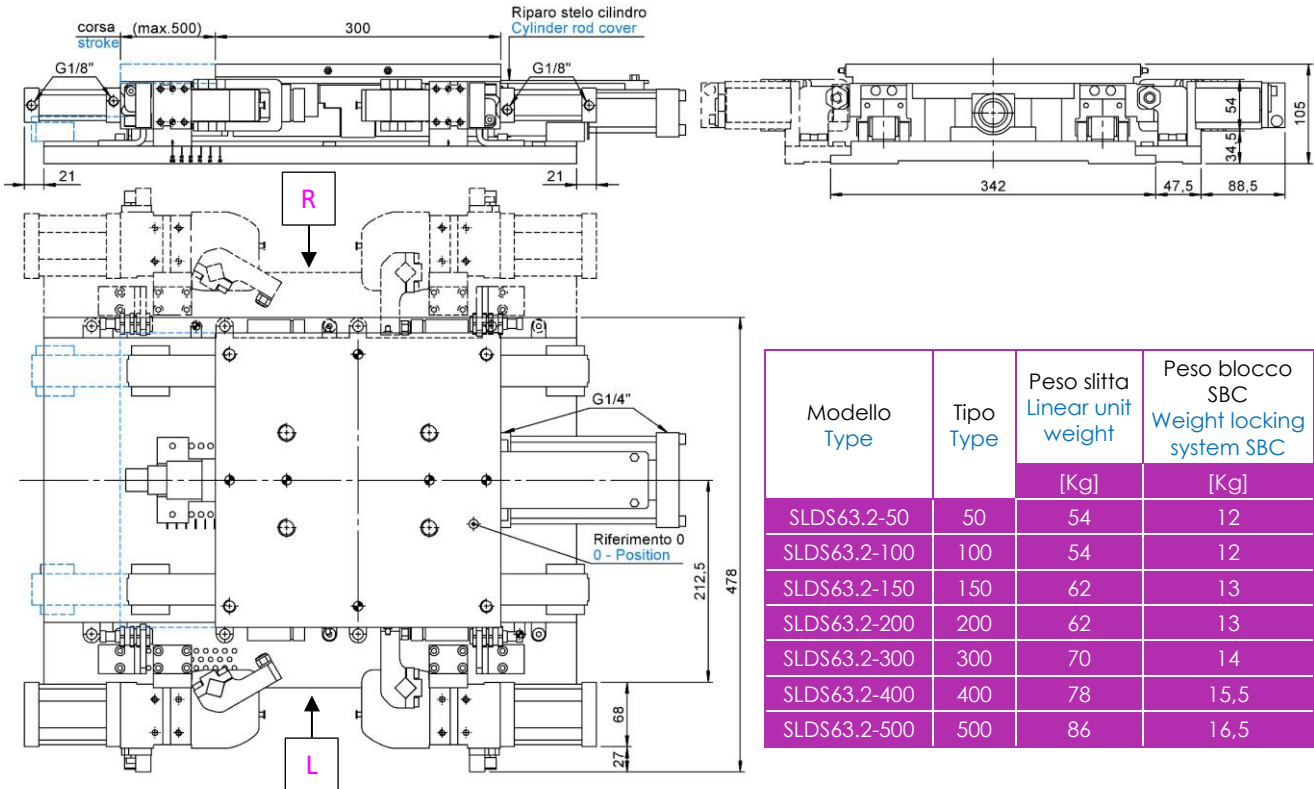 corsa
stroke
(max.500)
300
Riparo stelo cilindro
Cylinder rod cover
G1/8"
G1/8"
21
21
54
105
34,5
342
47,5
88,5
R
G1/4"
Riferimento 0
0 - Position
212,5
478
68
27
L
Modello
Type
Tipo
Type
Peso slitta
Linear unit
weight
Peso blocco
SBC
Weight locking
system SBC
[Kg] [Kg]
SLDS63.2-50 50 54 12
SLDS63.2-100 100 54 12
SLDS63.2-150 150 62 13
SLDS63.2-200 200 62 13
SLDS63.2-300 300 70 14
SLDS63.2-400 400 78 15,5
SLDS63.2-500 500 86 16,5